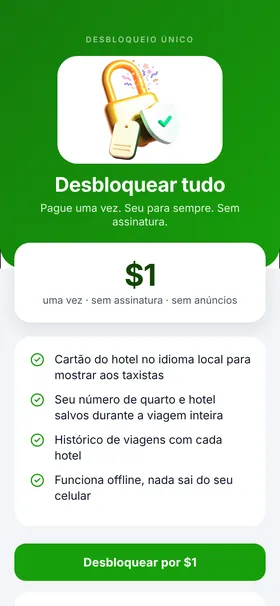 DESBLOQUEIO ÚNICO
Desbloquear tudo
Pague uma vez. Seu para sempre. Sem
assinatura.
$1
uma vez · sem assinatura · sem anúncios
Cartão do hotel no idioma local para
mostrar aos taxistas
Seu número de quarto e hotel
salvos durante a viagem inteira
Histórico de viagens com cada
hotel
Funciona offline, nada sai do seu
celular
Desbloquear por $1